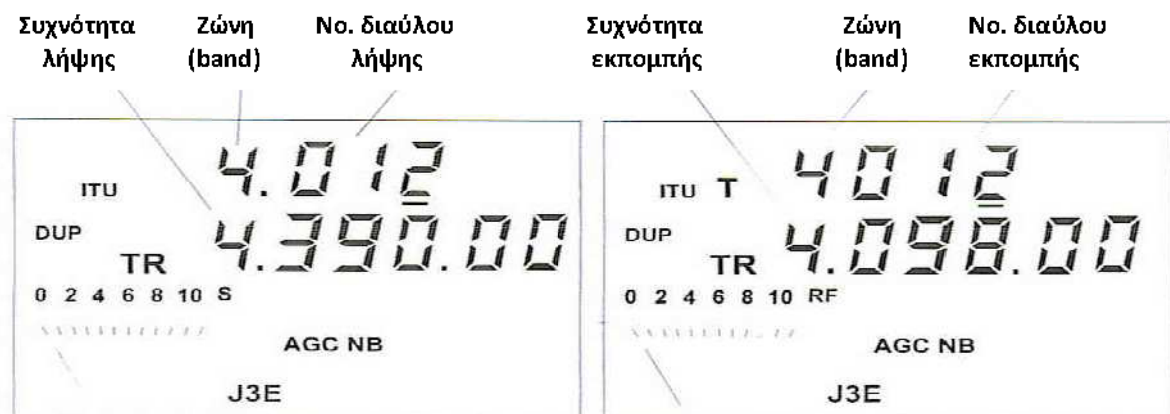 Συχνότητα λήψης
Ζώνη (band)
No. διαύλου λήψης
4.012
ITU
DUP
4.390.00
TR
0 2 4 6 8 10 S
AGC NB
J3E
Συχνότητα εκπομπής
Ζώνη (band)
No. διαύλου εκπομπής
4012
ITU T
DUP
TR 4.098.00
0 2 4 6 8 10 RF
AGC NB
J3E